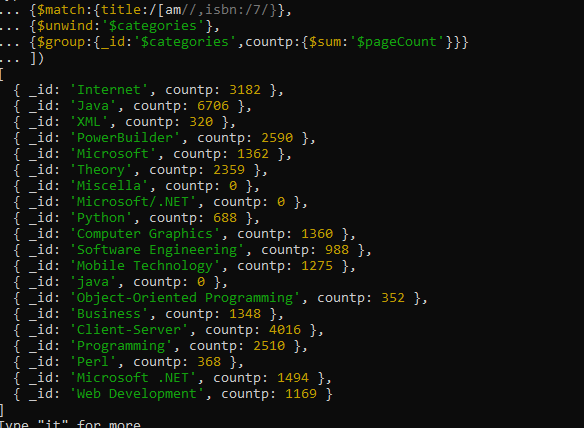 ... {$match:{title:/[am//,isbn:/7/}},
... {$unwind:'$categories'},
... {$group:{_id:'$categories',countp:{$sum:'$pageCount'}}}
... ])
[
  { _id: 'Internet', countp: 3182 },
  { _id: 'Java', countp: 6706 },
  { _id: 'XML', countp: 320 },
  { _id: 'PowerBuilder', countp: 2590 },
  { _id: 'Microsoft', countp: 1362 },
  { _id: 'Theory', countp: 2359 },
  { _id: 'Miscella', countp: 0 },
  { _id: 'Microsoft/.NET', countp: 0 },
  { _id: 'Python', countp: 688 },
  { _id: 'Computer Graphics', countp: 1360 },
  { _id: 'Software Engineering', countp: 988 },
  { _id: 'Mobile Technology', countp: 1275 },
  { _id: 'java', countp: 0 },
  { _id: 'Object-Oriented Programming', countp: 352 },
  { _id: 'Business', countp: 1348 },
  { _id: 'Client-Server', countp: 4016 },
  { _id: 'Programming', countp: 2510 },
  { _id: 'Perl', countp: 368 },
  { _id: 'Microsoft .NET', countp: 1494 },
  { _id: 'Web Development', countp: 1169 }
]
Type "it" for more